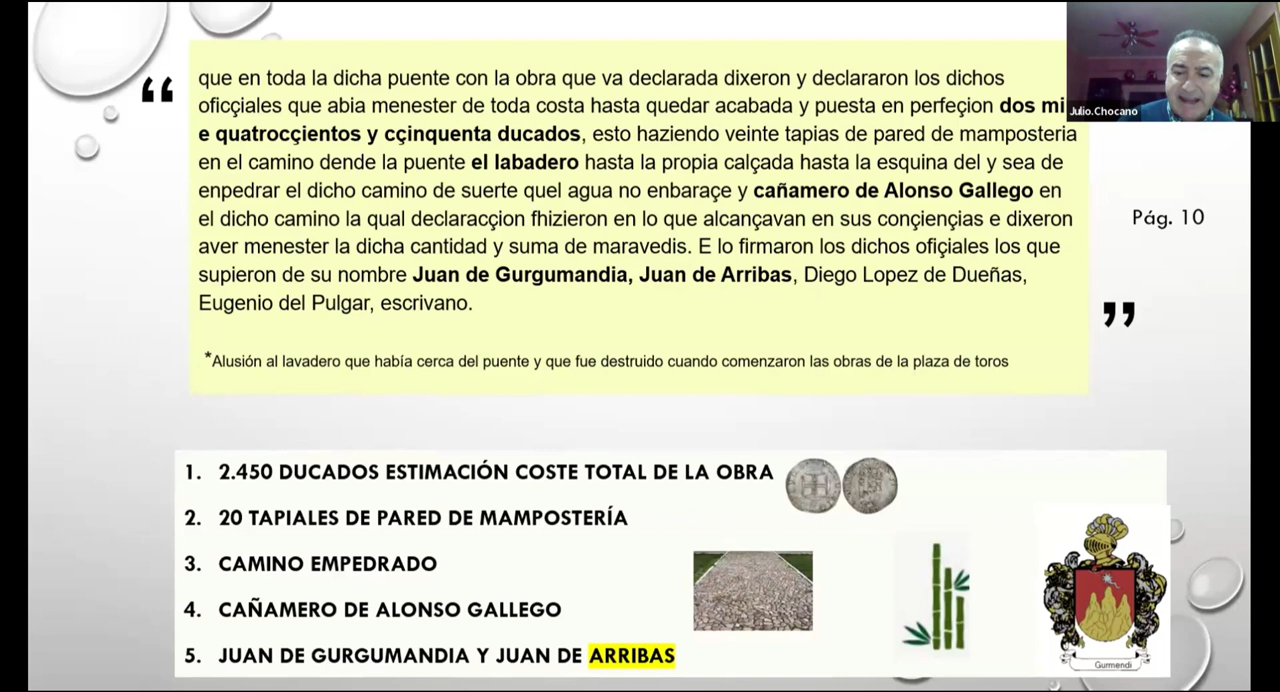 “
que en toda la dicha puente con la obra que va declarada dixeron y declararon los dichos
oficçiales que abia menester de toda costa hasta quedar acabada y puesta en perfeçion dos mi
e quatrocçientos y cçinquenta ducados, esto haziendo veinte tapias de pared de mamposteria
en el camino dende la puente el labadero hasta la propia calçada hasta la esquina del y sea de
enpedrar el dicho camino de suerte quel agua no enbaraçe y cañamero de Alonso Gallego en
el dicho camino la qual declaracçion fhizieron en lo que alcançavan en sus conçiençias e dixeron
aver menester la dicha cantidad y suma de maravedis. E lo firmaron los dichos ofiçiales los que
supieron de su nombre Juan de Gurgumandia, Juan de Arribas, Diego Lopez de Dueñas,
Eugenio del Pulgar, escrivano.
”
*Alusión al lavadero que había cerca del puente y que fue destruido cuando comenzaron las obras de la plaza de toros
Julio.Chocano
Pág. 10
1. 2.450 DUCADOS ESTIMACIÓN COSTE TOTAL DE LA OBRA
2. 20 TAPIALES DE PARED DE MAMPOSTERÍA
3. CAMINO EMPEDRADO
4. CAÑAMERO DE ALONSO GALLEGO
5. JUAN DE GURGUMANDIA Y JUAN DE ARRIBAS
Gurmendi